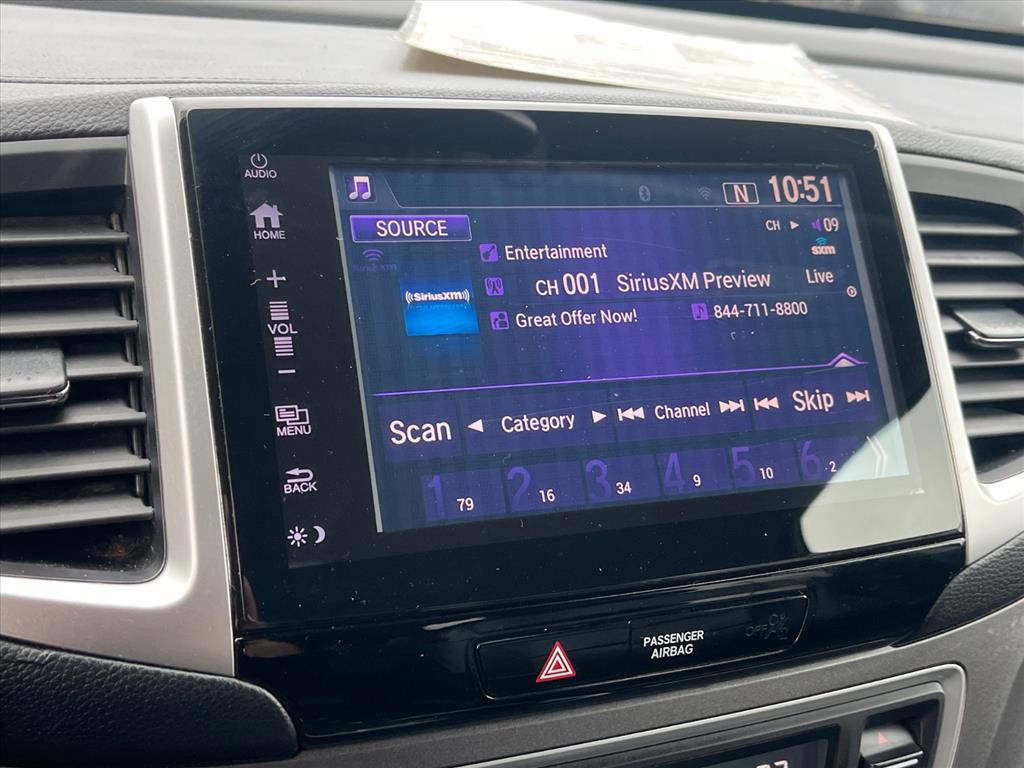 AUDIO
N 10:51
HOME
SOURCE
CH 09
sxm
Entertainment
((SiriusXM))
CH 001 SiriusXM Preview Live
Great Offer Now! 844-711-8800
+
VOL
−
MENU
Scan Category Channel Skip
BACK
1 79 2 16 3 34 4 9 5 10 6 2
PASSENGER
AIRBAG
OFF